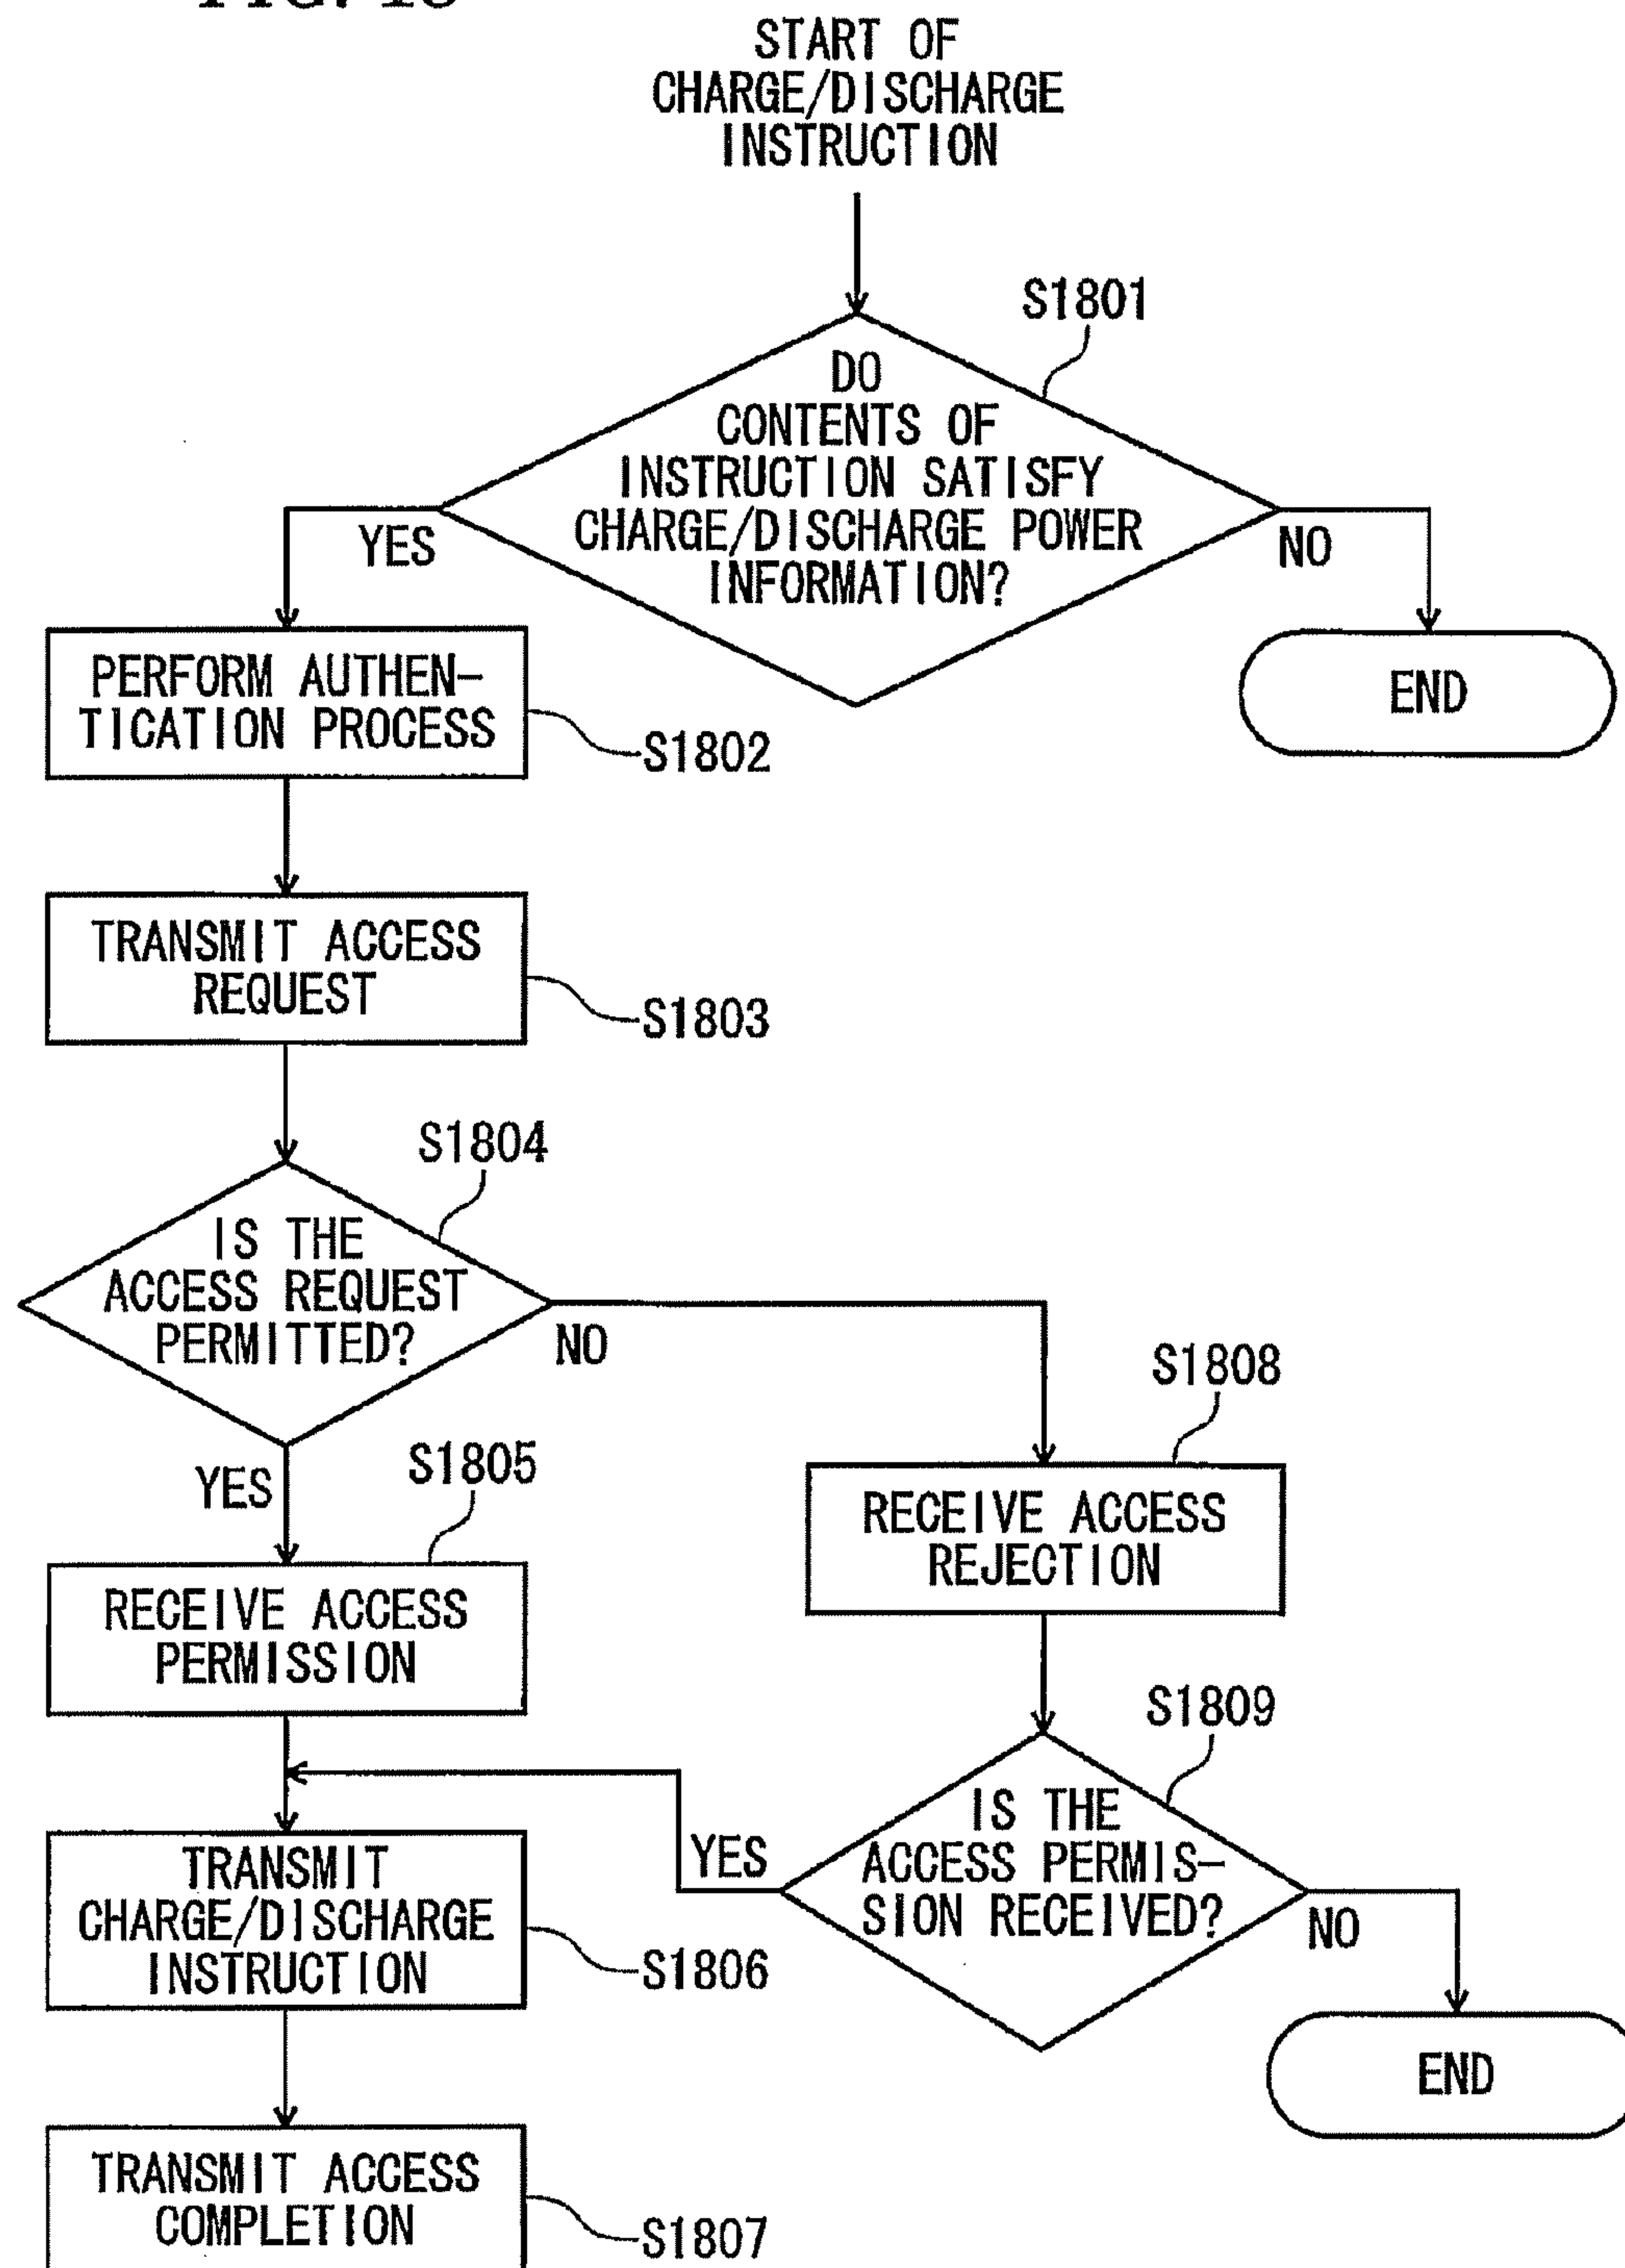 START OF
CHARGE/DISCHARGE
INSTRUCTION
S1801
DO
CONTENTS OF
INSTRUCTION SATISFY
CHARGE/DISCHARGE POWER
INFORMATION?
YES
NO
PERFORM AUTHEN-
TICATION PROCESS
S1802
END
TRANSMIT ACCESS
REQUEST
S1803
S1804
IS THE
ACCESS REQUEST
PERMITTED?
NO
YES
S1805
S1808
RECEIVE ACCESS
PERMISSION
RECEIVE ACCESS
REJECTION
S1809
IS THE
ACCESS PERMIS-
SION RECEIVED?
YES
NO
TRANSMIT
CHARGE/DISCHARGE
INSTRUCTION
S1806
END
TRANSMIT ACCESS
COMPLETION
S1807